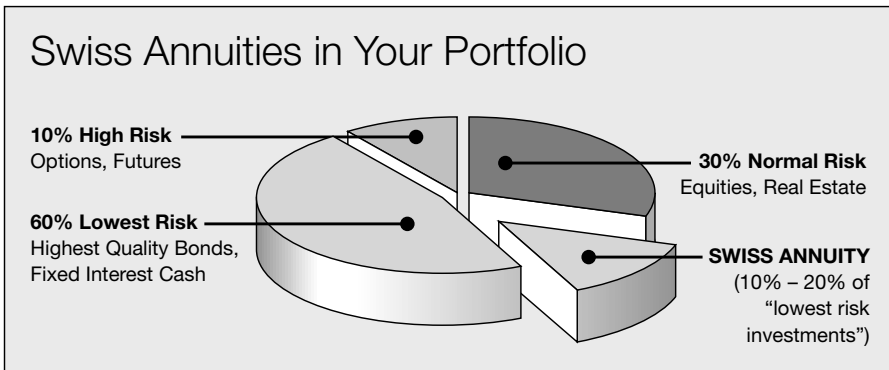 Swiss Annuities in Your Portfolio
10% High Risk
Options, Futures
60% Lowest Risk
Highest Quality Bonds,
Fixed Interest Cash
30% Normal Risk
Equities, Real Estate
SWISS ANNUITY
(10% – 20% of
“lowest risk
investments”)